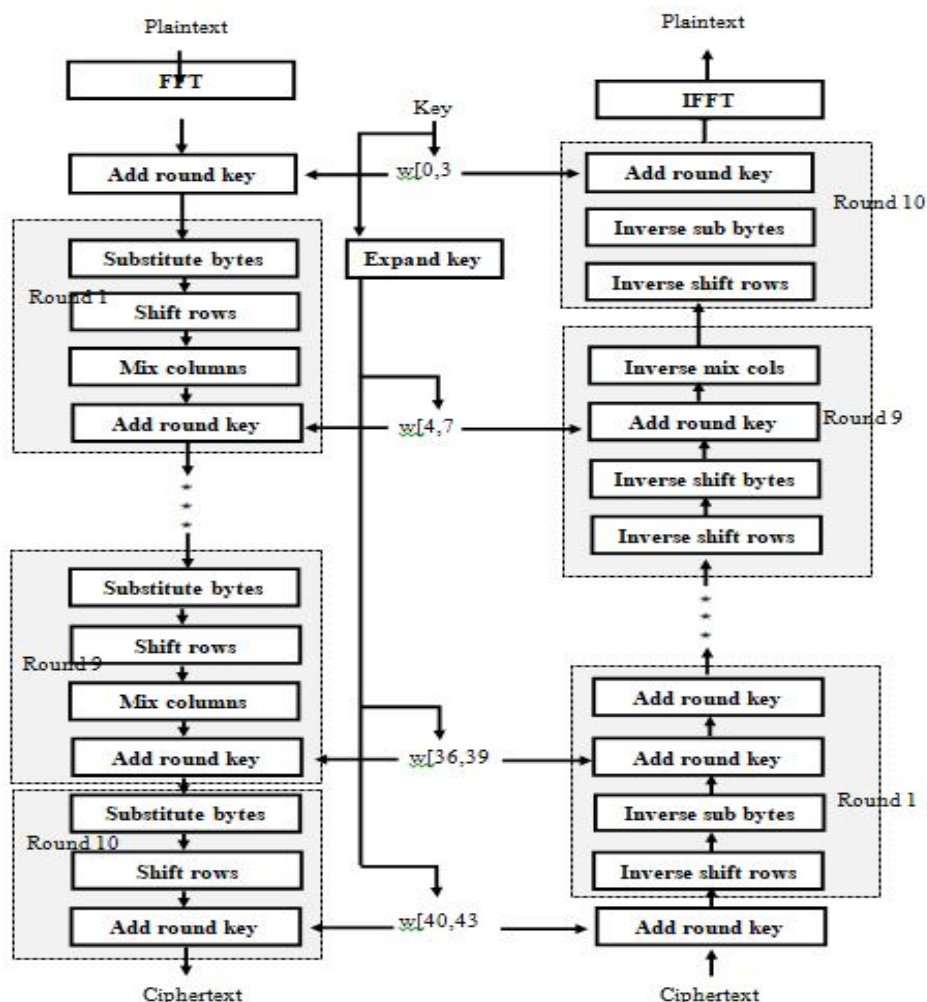 Plaintext
FFT
Add round key
Substitute bytes
Round 1
Shift rows
Mix columns
Add round key
* * *
Substitute bytes
Shift rows
Round 9
Mix columns
Add round key
Substitute bytes
Round 10
Shift rows
Add round key
Ciphertext
Key
w[0,3
Expand key
w[4,7
w[36,39
w[40,43
Plaintext
IFFT
Add round key
Round 10
Inverse sub bytes
Inverse shift rows
Inverse mix cols
Add round key
Round 9
Inverse shift bytes
Inverse shift rows
* * *
Add round key
Add round key
Round 1
Inverse sub bytes
Inverse shift rows
Add round key
Ciphertext